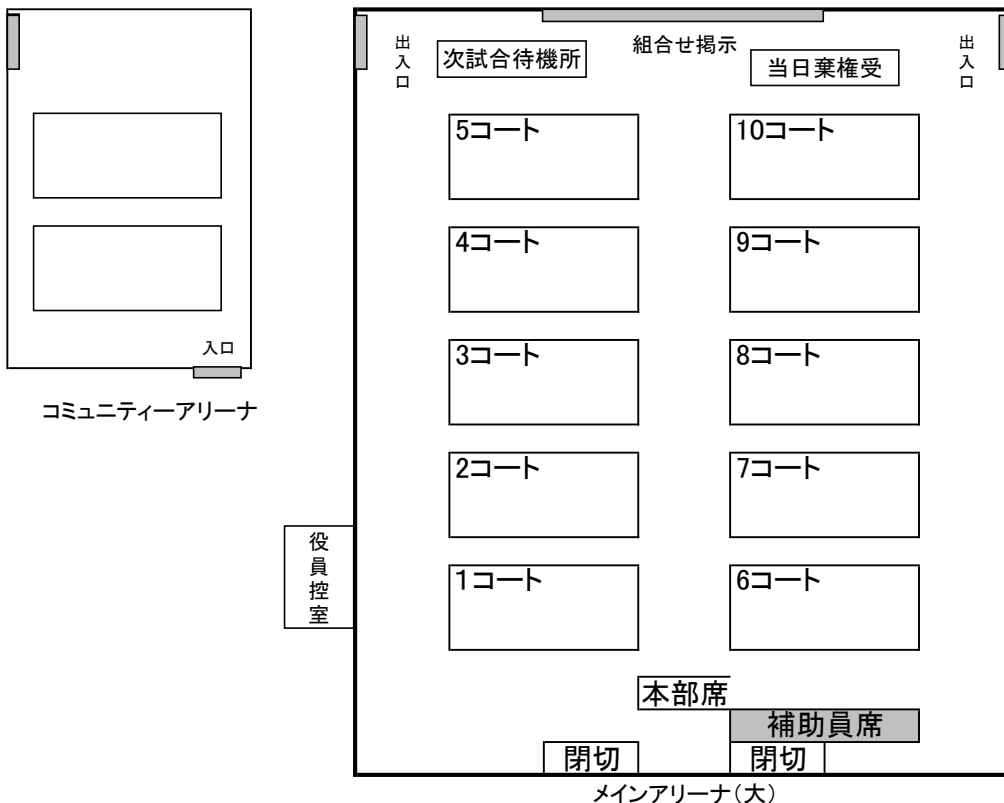 組合せ掲示
出入口
次試合待機所
当日棄権受
出入口
5コート
10コート
4コート
9コート
入口
3コート
8コート
コミュニティーアリーナ
2コート
7コート
役員控室
1コート
6コート
本部席
補助員席
閉切
閉切
メインアリーナ(大)